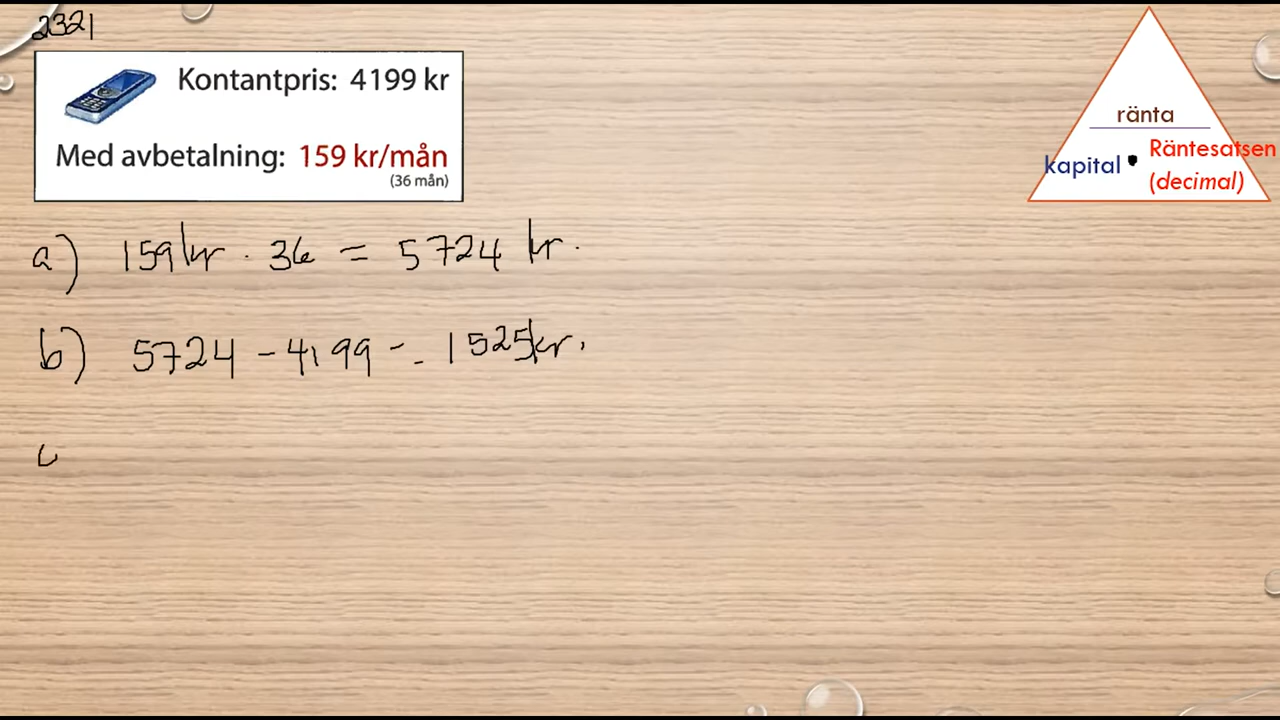 2321
Kontantpris: 4199 kr
Med avbetalning: 159 kr/mån
(36 mån)
ränta
kapital • Räntesatsen
(decimal)
a) 159 kr · 36 = 5724 kr.
b) 5724 - 4199 = 1525 kr.
c